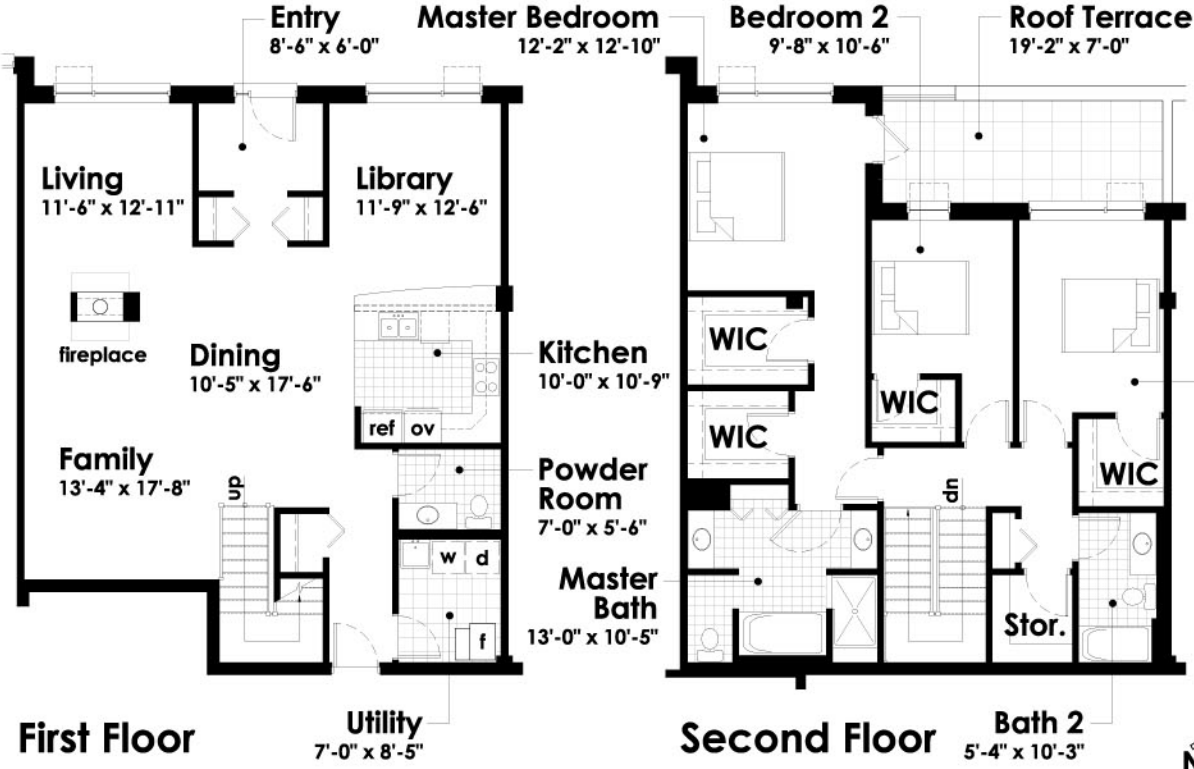 Entry
8'-6" x 6'-0"
Master Bedroom
12'-2" x 12'-10"
Bedroom 2
9'-8" x 10'-6"
Roof Terrace
19'-2" x 7'-0"
Living
11'-6" x 12'-11"
Library
11'-9" x 12'-6"
fireplace
Dining
10'-5" x 17'-6"
Kitchen
10'-0" x 10'-9"
ref
ov
Family
13'-4" x 17'-8"
up
Powder
Room
7'-0" x 5'-6"
w
d
f
Utility
7'-0" x 8'-5"
First Floor
WIC
WIC
WIC
WIC
dn
Master
Bath
13'-0" x 10'-5"
Stor.
Bath 2
5'-4" x 10'-3"
Second Floor
N